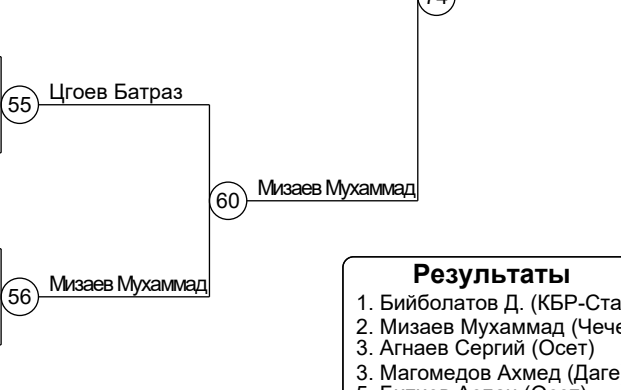 74
55
Цгоев Батраз
60
Мизаев Мухаммад
56
Мизаев Мухаммад
Результаты
1. Бийболатов Д. (КБР-Ста
2. Мизаев Мухаммад (Чече
3. Агнаев Сергий (Осет)
3. Магомедов Ахмед (Даге